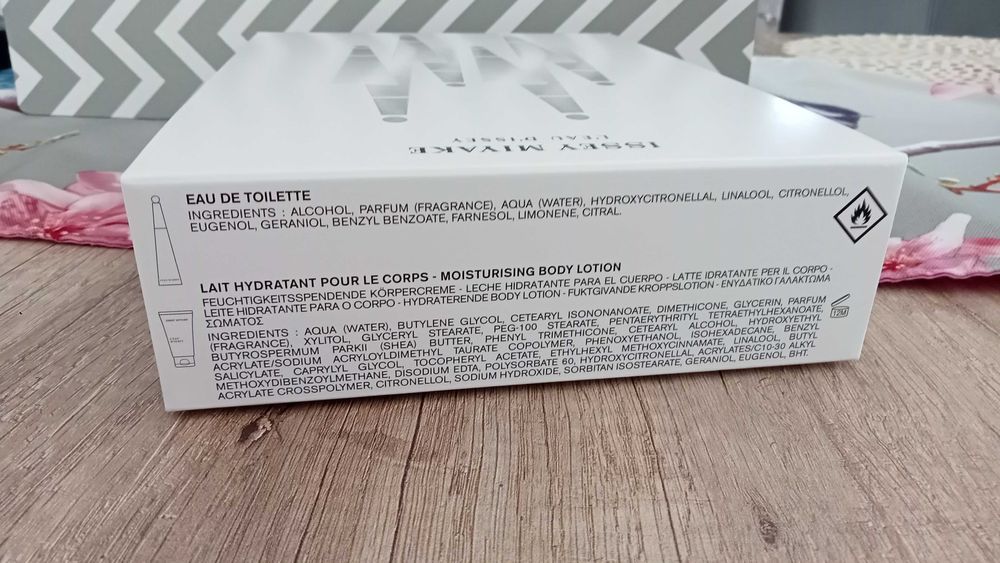 ISSEY MIYAKE
L'EAU D'ISSEY
EAU DE TOILETTE
INGREDIENTS : ALCOHOL, PARFUM (FRAGRANCE), AQUA (WATER), HYDROXYCITRONELLAL, LINALOOL, CITRONELLOL,
EUGENOL, GERANIOL, BENZYL BENZOATE, FARNESOL, LIMONENE, CITRAL.
LAIT HYDRATANT POUR LE CORPS - MOISTURISING BODY LOTION
FEUCHTIGKEITSSPENDENDE KÖRPERCREME - LECHE HIDRATANTE PARA EL CUERPO - LATTE IDRATANTE PER IL CORPO -
LEITE HIDRATANTE PARA O CORPO - HYDRATERENDE BODY LOTION - FUKTGIVANDE KROPPSLOTION - ΕΝΥΔΑΤΙΚΟ ΓΑΛΑΚΤΩΜΑ
ΣΩΜΑΤΟΣ
INGREDIENTS : AQUA (WATER), BUTYLENE GLYCOL, CETEARYL ISONONANOATE, DIMETHICONE, GLYCERIN, PARFUM
(FRAGRANCE), XYLITOL, GLYCERYL STEARATE, PEG-100 STEARATE, PENTAERYTHRITYL TETRAETHYLHEXANOATE,
BUTYROSPERMUM PARKII (SHEA) BUTTER, PHENYL TRIMETHICONE, CETEARYL ALCOHOL, HYDROXYETHYL
ACRYLATE/SODIUM ACRYLOYLDIMETHYL TAURATE COPOLYMER, PHENOXYETHANOL, ISOHEXADECANE, BENZYL
SALICYLATE, CAPRYLYL GLYCOL, TOCOPHERYL ACETATE, ETHYLHEXYL METHOXYCINNAMATE, LINALOOL, BUTYL
METHOXYDIBENZOYLMETHANE, DISODIUM EDTA, POLYSORBATE 60, HYDROXYCITRONELLAL, ACRYLATES/C10-30 ALKYL
ACRYLATE CROSSPOLYMER, CITRONELLOL, SODIUM HYDROXIDE, SORBITAN ISOSTEARATE, GERANIOL, EUGENOL, BHT.
12M